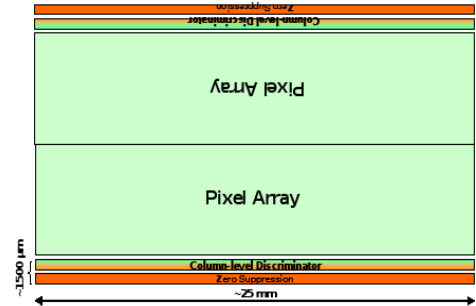 Zero Suppression
Column-level Discriminator
Pixel Array
Pixel Array
Column-level Discriminator
Zero Suppression
~1500 µm
~25 mm